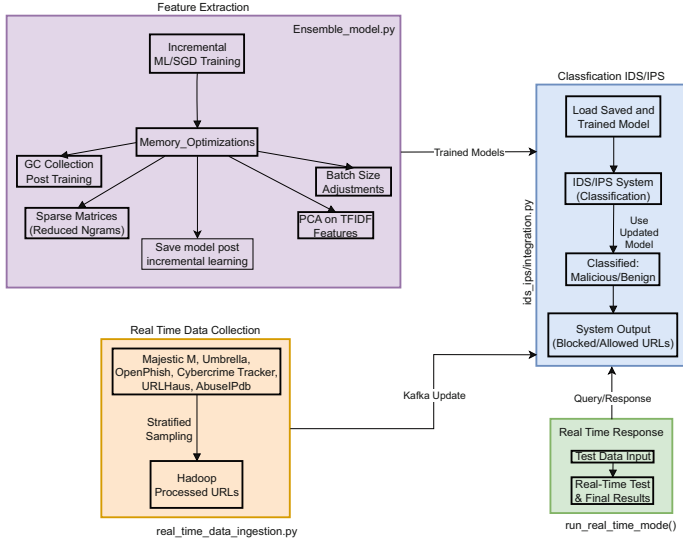 Feature Extraction
Ensemble_model.py
Incremental
ML/SGD Training
Memory_Optimizations
GC Collection
Post Training
Batch Size
Adjustments
Sparse Matrices
(Reduced Ngrams)
PCA on TFIDF
Features
Save model post
incremental learning
Trained Models
Classfication IDS/IPS
Load Saved and
Trained Model
IDS/IPS System
(Classification)
Use
Updated
Model
Classified:
Malicious/Benign
System Output
(Blocked/Allowed URLs)
ids_ips/integration.py
Real Time Data Collection
Majestic M, Umbrella,
OpenPhish, Cybercrime Tracker,
URLHaus, AbuseIPdb
Stratified
Sampling
Hadoop
Processed URLs
real_time_data_ingestion.py
Kafka Update
Query/Response
Real Time Response
Test Data Input
Real-Time Test
& Final Results
run_real_time_mode()